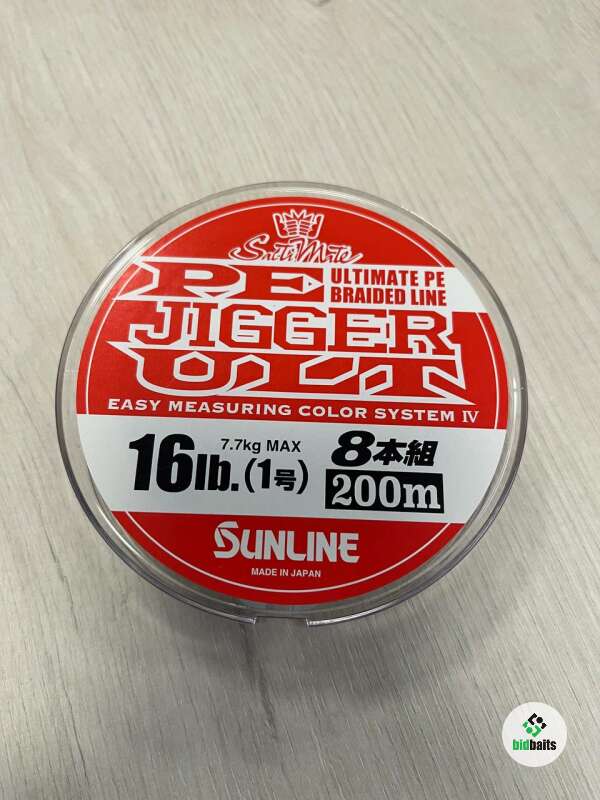 SaltiMate
PE ULTIMATE PE
BRAIDED LINE
JIGGER
ULT
EASY MEASURING COLOR SYSTEM IV
7.7kg MAX
16lb.(1号)
8本組
200m
SUNLINE
MADE IN JAPAN
bidbaits